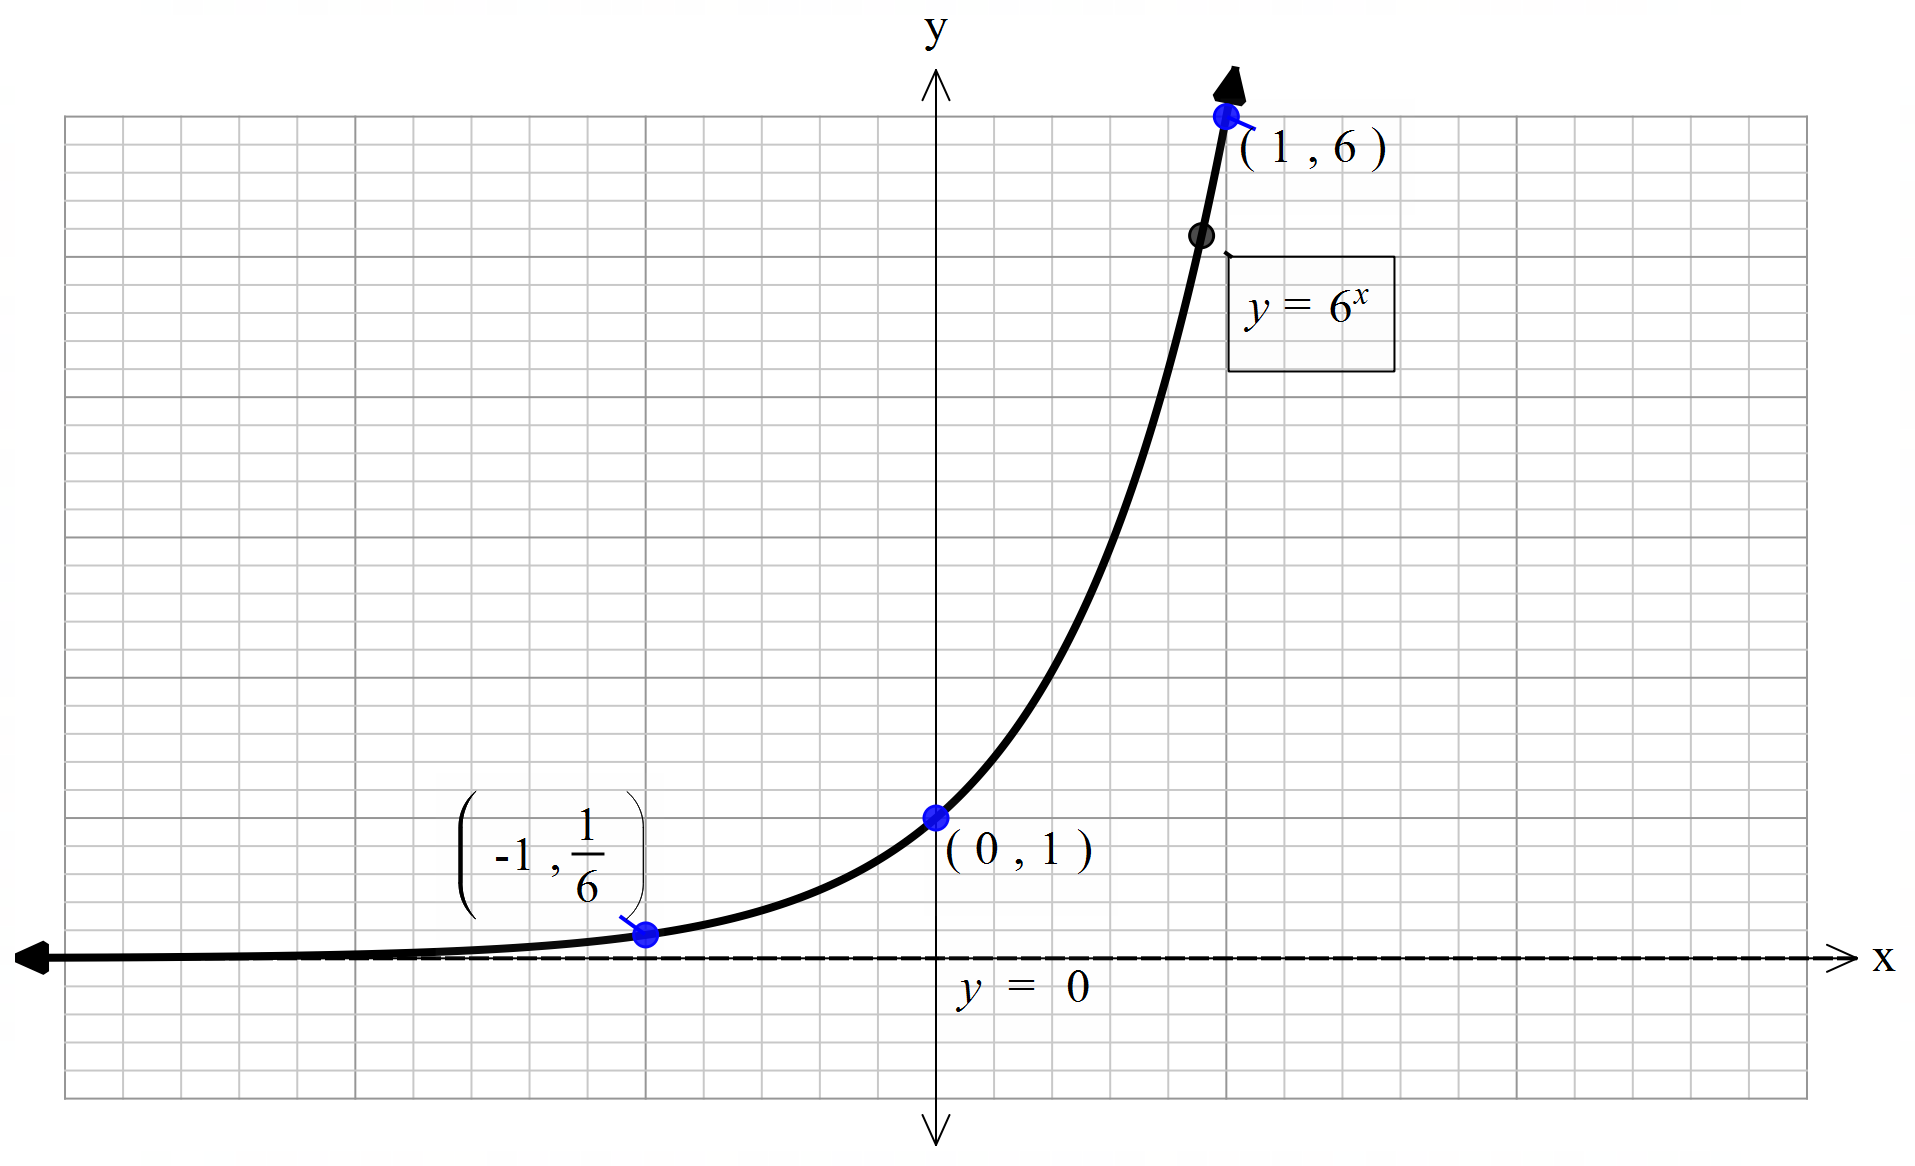 y
( 1 , 6 )
y = 6^x
( -1 , 1/6 )
( 0 , 1 )
y = 0
x